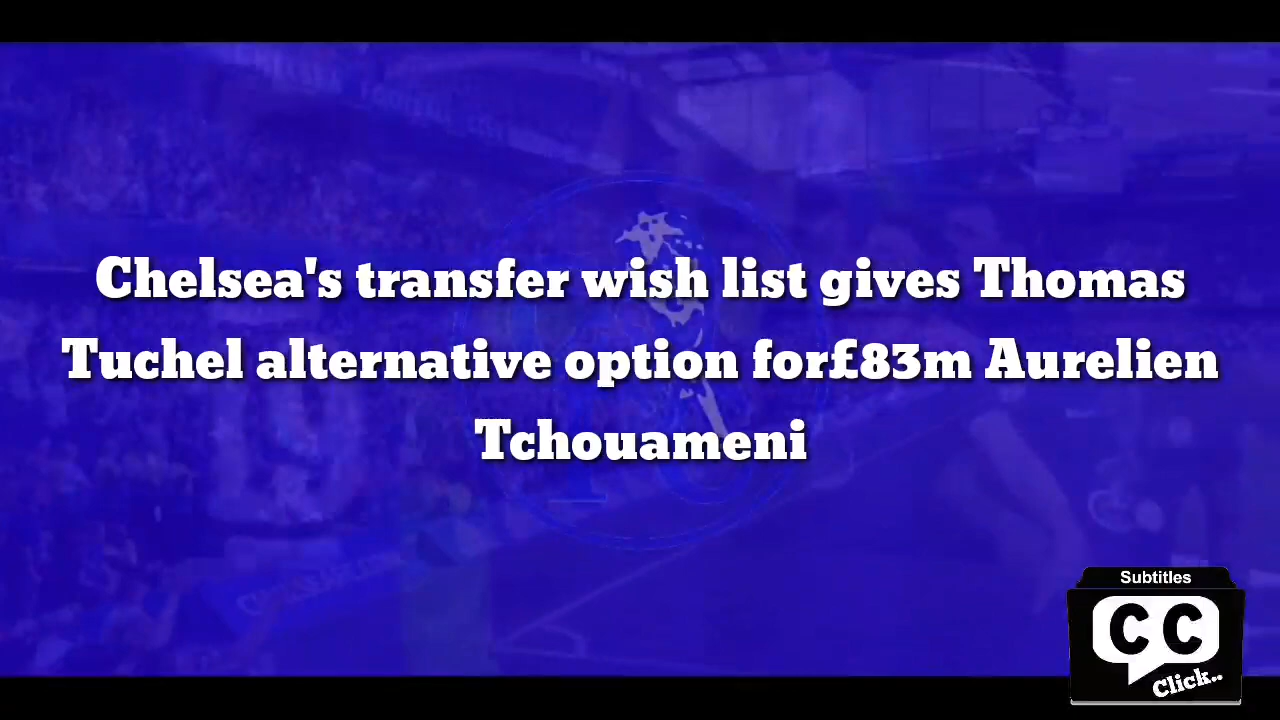 Chelsea's transfer wish list gives Thomas
Tuchel alternative option for£83m Aurelien
Tchouameni
Subtitles
CC
Click..